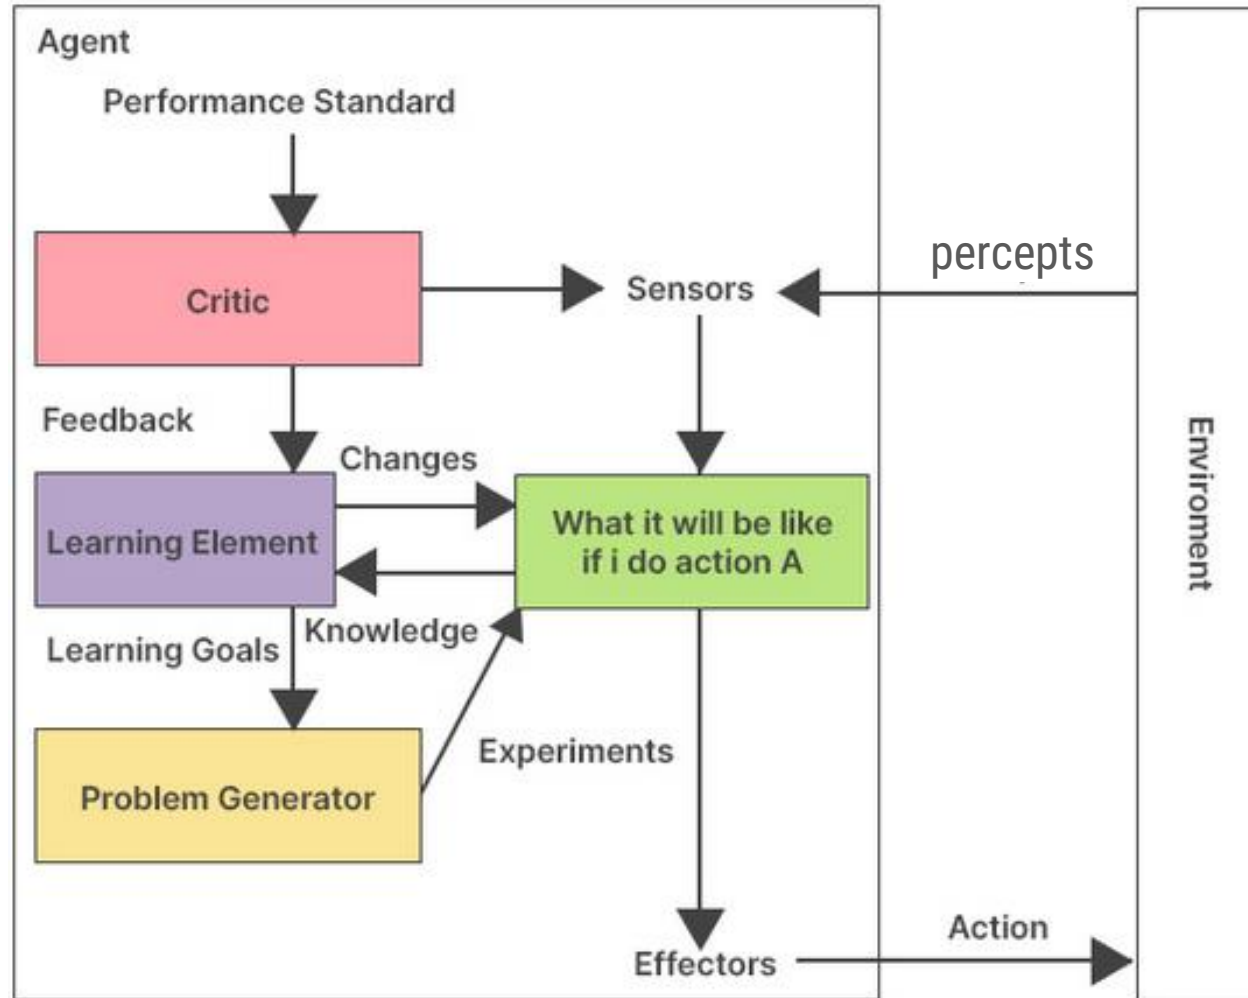 Agent
Performance Standard
Critic
Sensors
percepts
Feedback
Changes
Learning Element
What it will be like
if i do action A
Enviroment
Knowledge
Learning Goals
Experiments
Problem Generator
Action
Effectors